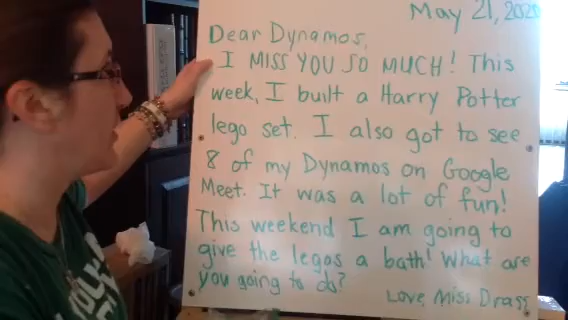 May 21, 2020
Dear Dynamos,
I MISS YOU SO MUCH! This
week, I built a Harry Potter
lego set. I also got to see
8 of my Dynamos on Google
Meet. It was a lot of fun!
This weekend I am going to
give the legos a bath! What are
you going to do?
Love, Miss Drass